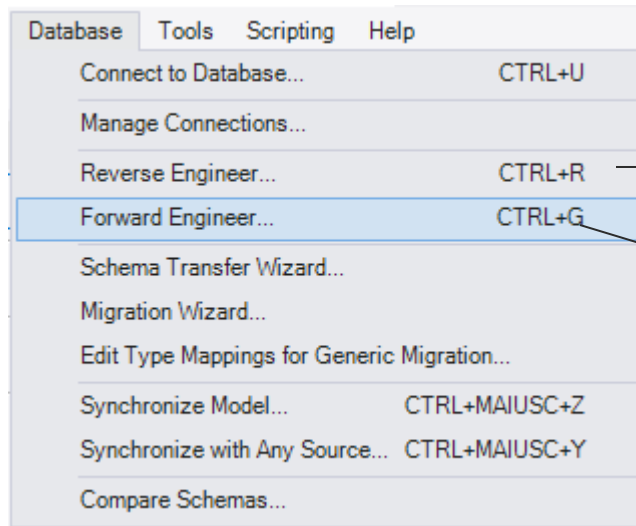 Database Tools Scripting Help
Connect to Database... CTRL+U
Manage Connections...
Reverse Engineer... CTRL+R
Forward Engineer... CTRL+G
Schema Transfer Wizard...
Migration Wizard...
Edit Type Mappings for Generic Migration...
Synchronize Model... CTRL+MAIUSC+Z
Synchronize with Any Source... CTRL+MAIUSC+Y
Compare Schemas...